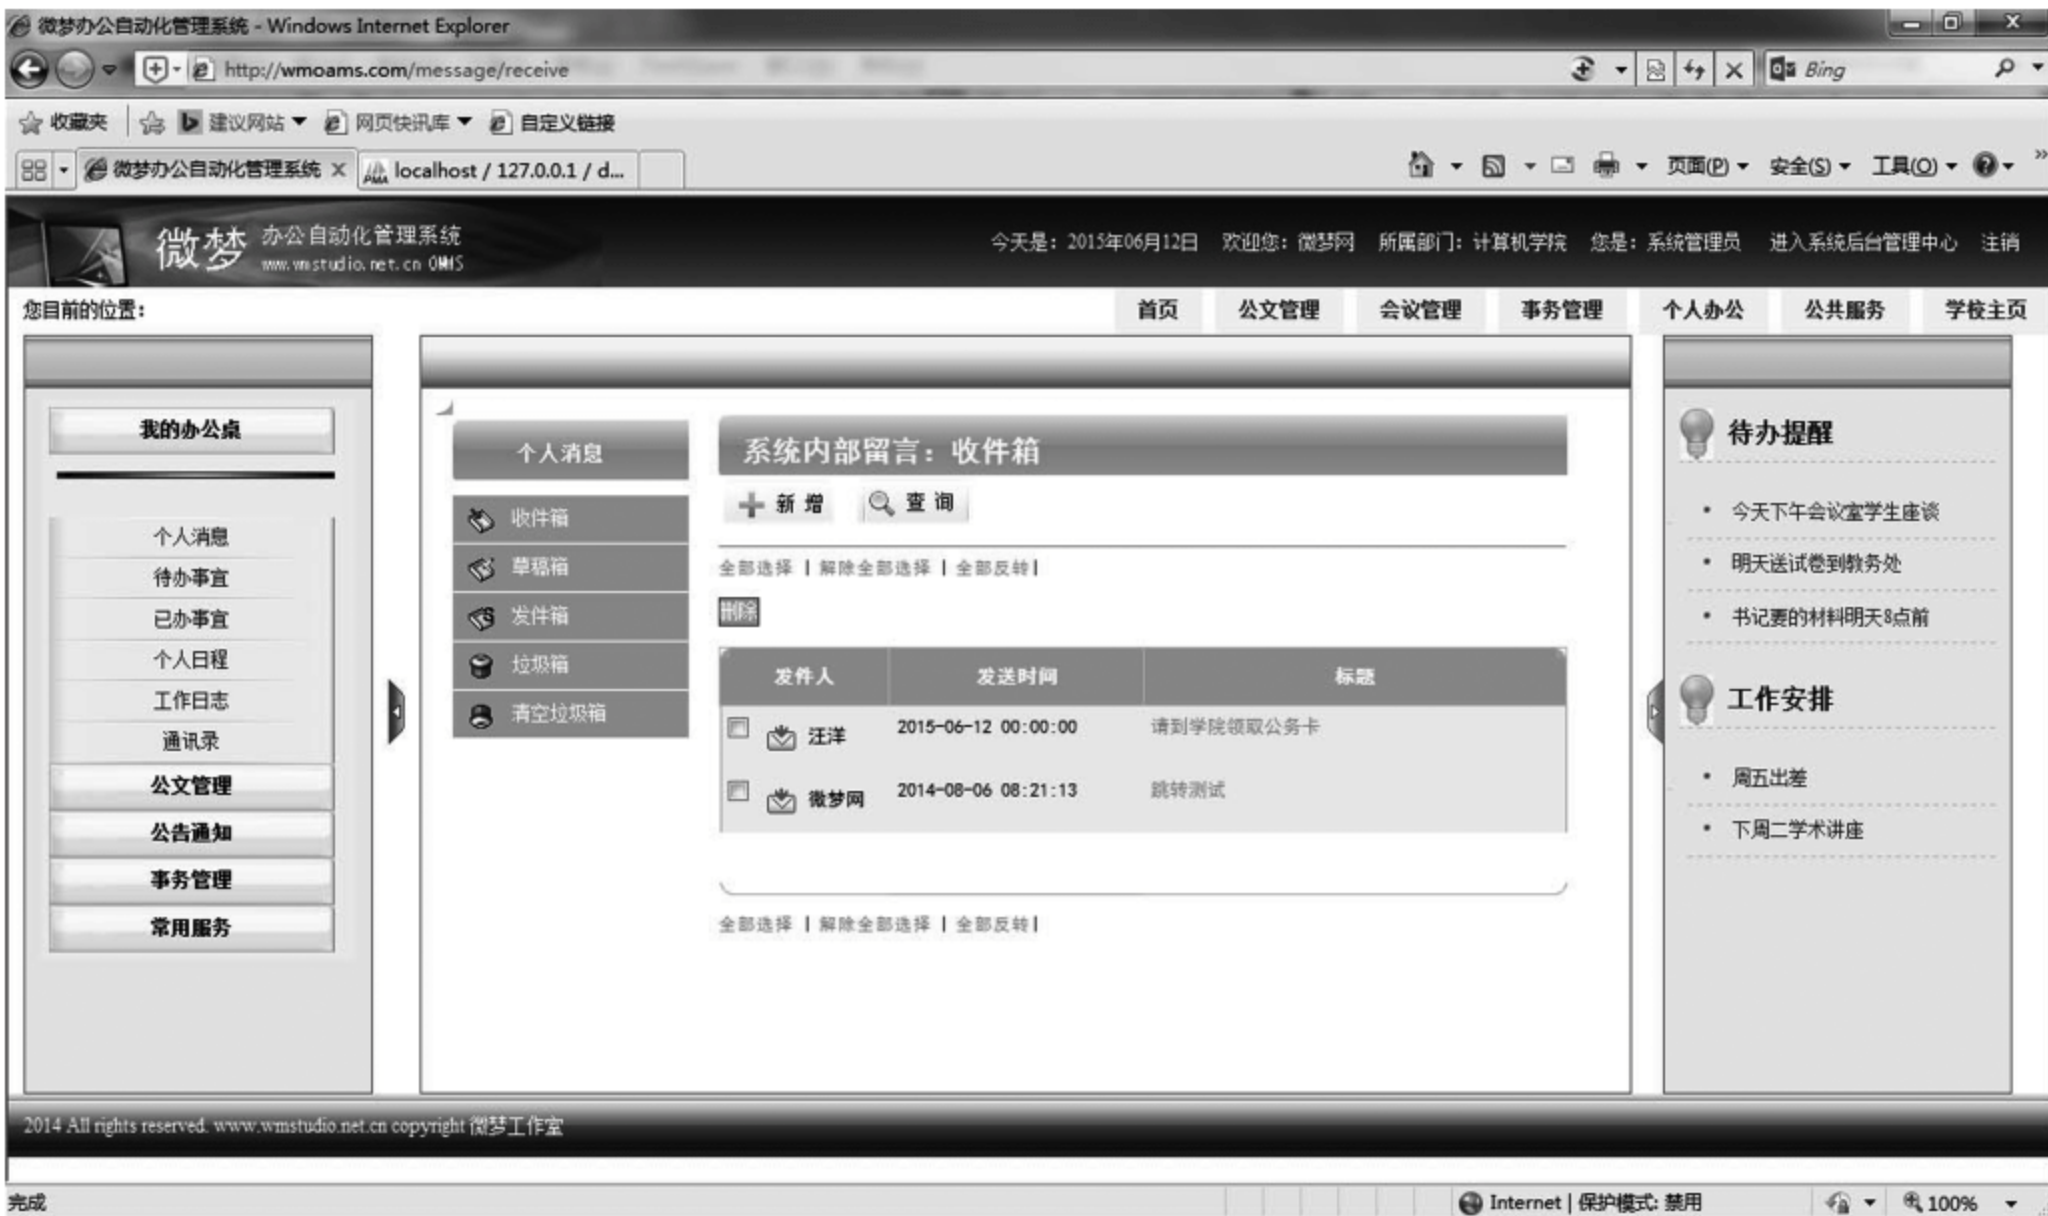 微梦办公自动化管理系统 - Windows Internet Explorer
http://wmoams.com/message/receive
Bing
收藏夹 建议网站 网页快讯库 自定义链接
微梦办公自动化管理系统 localhost / 127.0.0.1 / d... 页面(P) 安全(S) 工具(O)
微梦 办公自动化管理系统
www.wmstudio.net.cn OMIS
今天是: 2015年06月12日 欢迎您: 微梦网 所属部门: 计算机学院 您是: 系统管理员 进入系统后台管理中心 注销
您目前的位置: 首页 公文管理 会议管理 事务管理 个人办公 公共服务 学校主页
我的办公桌
个人消息
待办事宜
已办事宜
个人日程
工作日志
通讯录
公文管理
公告通知
事务管理
常用服务
个人消息
收件箱
草稿箱
发件箱
垃圾箱
清空垃圾箱
系统内部留言: 收件箱
新 增 查 询
全部选择 | 解除全部选择 | 全部反转|
删除
发件人 发送时间 标题
汪洋 2015-06-12 00:00:00 请到学院领取公务卡
微梦网 2014-08-06 08:21:13 跳转测试
全部选择 | 解除全部选择 | 全部反转|
待办提醒
• 今天下午会议室学生座谈
• 明天送试卷到教务处
• 书记要的材料明天8点前
工作安排
• 周五出差
• 下周二学术讲座
2014 All rights reserved. www.wmstudio.net.cn copyright 微梦工作室
完成 Internet | 保护模式: 禁用 100%